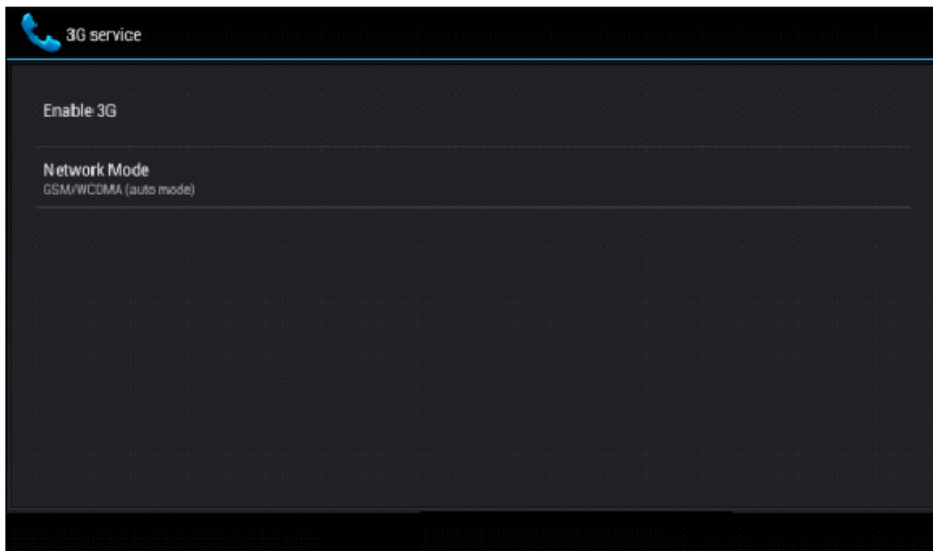 3G service
Enable 3G
Network Mode
GSM/WCDMA (auto mode)